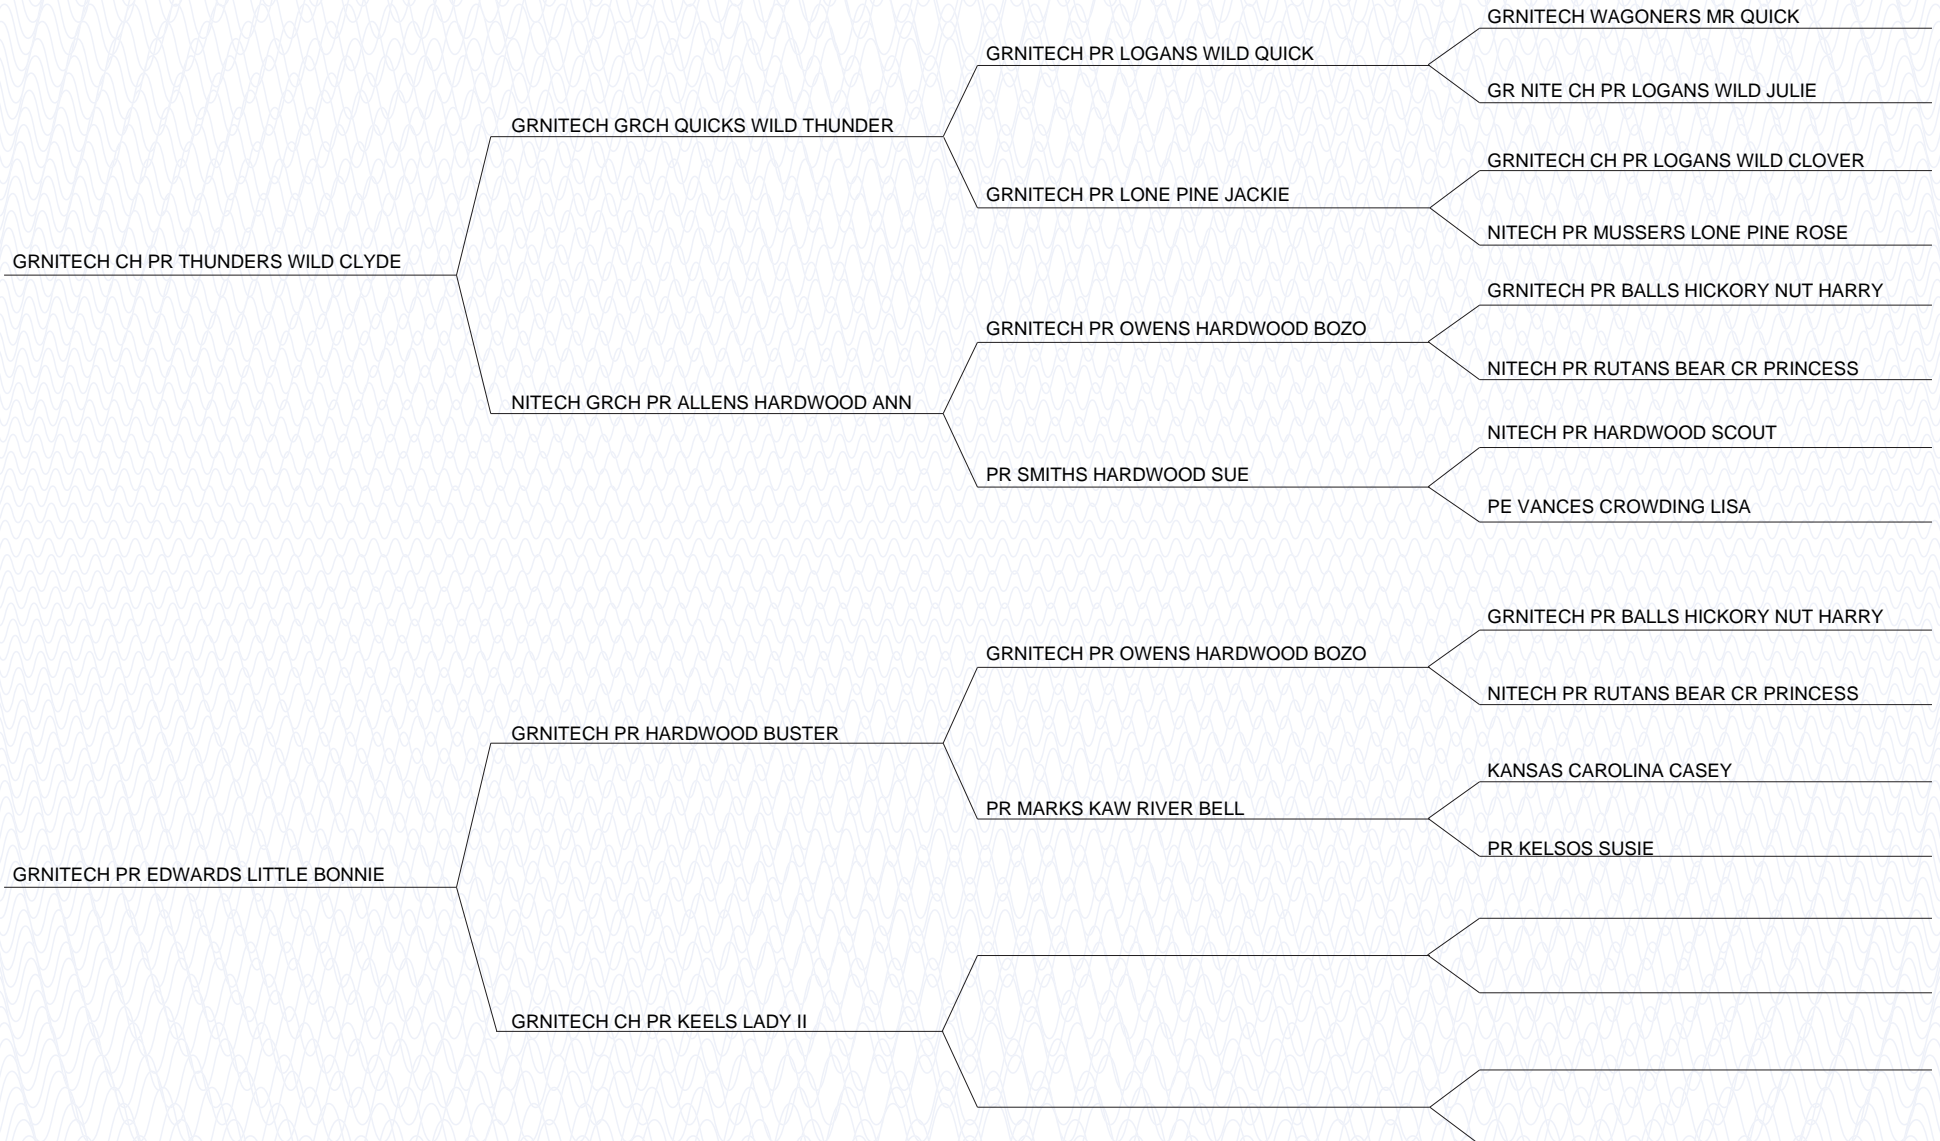 GRNITECH WAGONERS MR QUICK
GRNITECH PR LOGANS WILD QUICK
GR NITE CH PR LOGANS WILD JULIE
GRNITECH GRCH QUICKS WILD THUNDER
GRNITECH CH PR LOGANS WILD CLOVER
GRNITECH PR LONE PINE JACKIE
NITECH PR MUSSERS LONE PINE ROSE
GRNITECH CH PR THUNDERS WILD CLYDE
GRNITECH PR BALLS HICKORY NUT HARRY
GRNITECH PR OWENS HARDWOOD BOZO
NITECH PR RUTANS BEAR CR PRINCESS
NITECH GRCH PR ALLENS HARDWOOD ANN
NITECH PR HARDWOOD SCOUT
PR SMITHS HARDWOOD SUE
PE VANCES CROWDING LISA
GRNITECH PR BALLS HICKORY NUT HARRY
GRNITECH PR OWENS HARDWOOD BOZO
NITECH PR RUTANS BEAR CR PRINCESS
GRNITECH PR HARDWOOD BUSTER
KANSAS CAROLINA CASEY
PR MARKS KAW RIVER BELL
PR KELSOS SUSIE
GRNITECH PR EDWARDS LITTLE BONNIE
GRNITECH CH PR KEELS LADY II